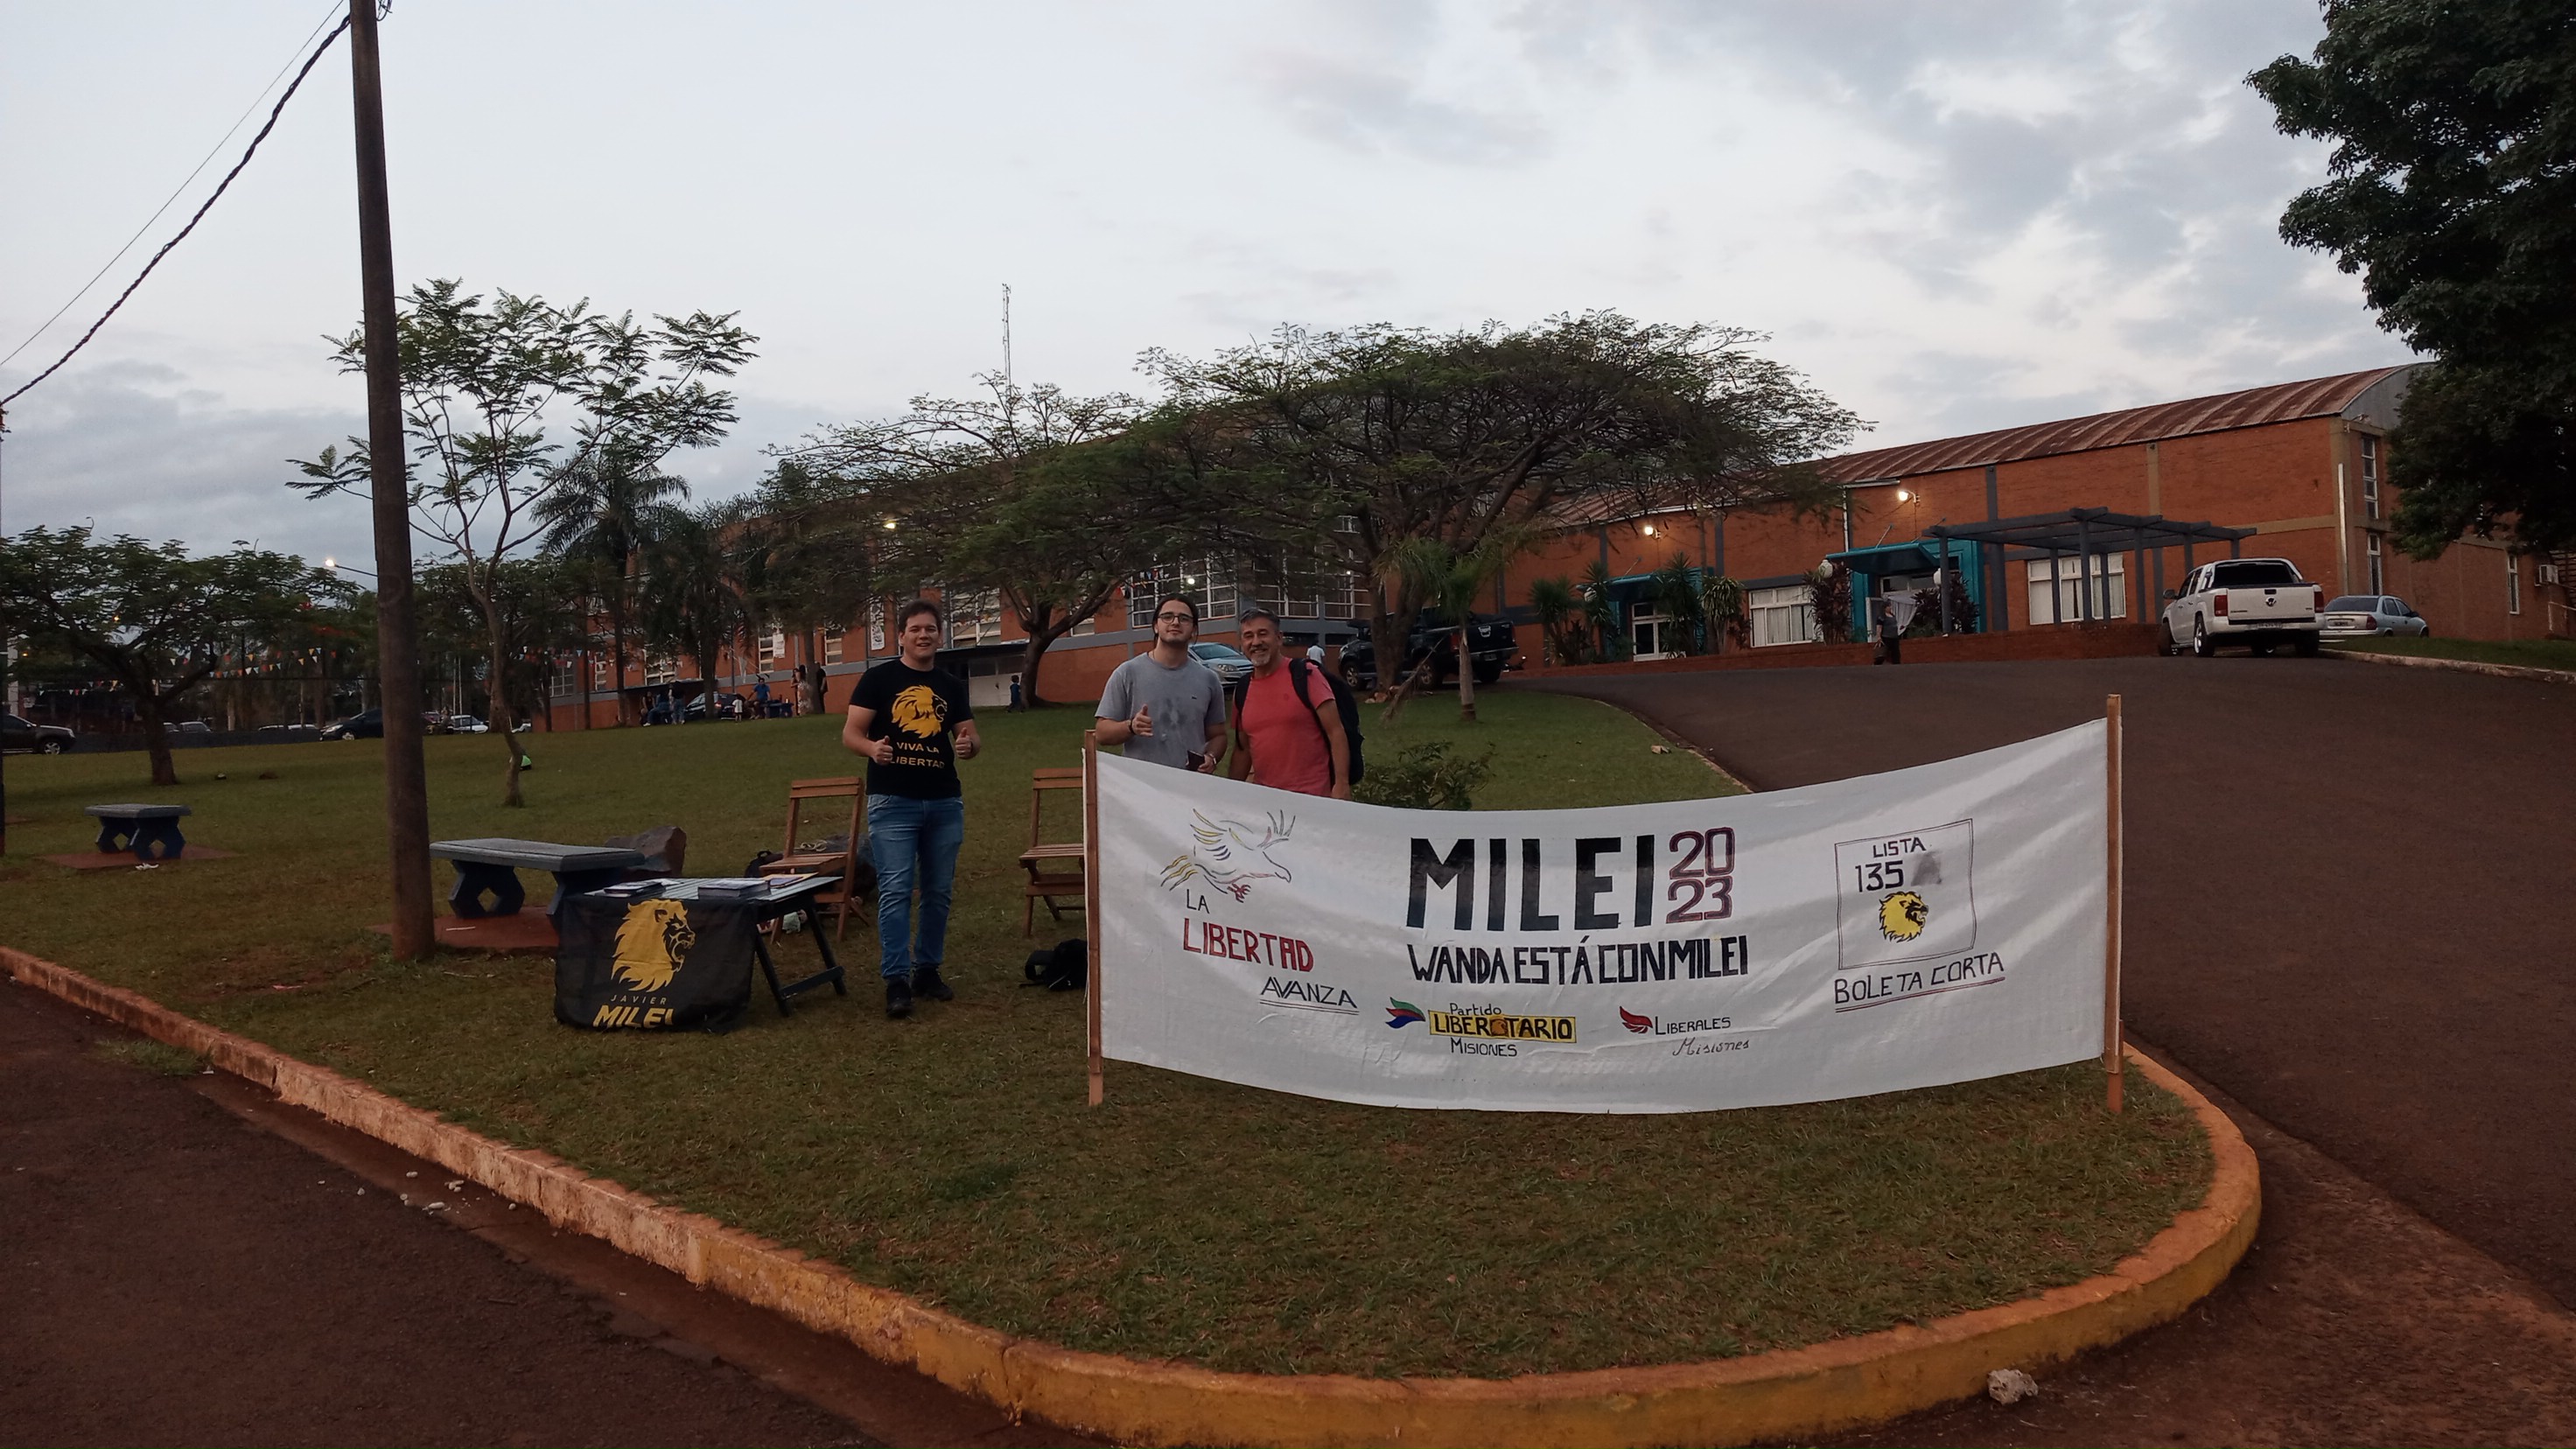 VIVA LA
LIBERTAD
JAVIER
MILEI
LA
LIBERTAD
AVANZA
MILEI 20
23
WANDA ESTÁ CON MILEI
Partido
LIBERTARIO
MISIONES
LIBERALES
Misiones
LISTA
135
BOLETA CORTA